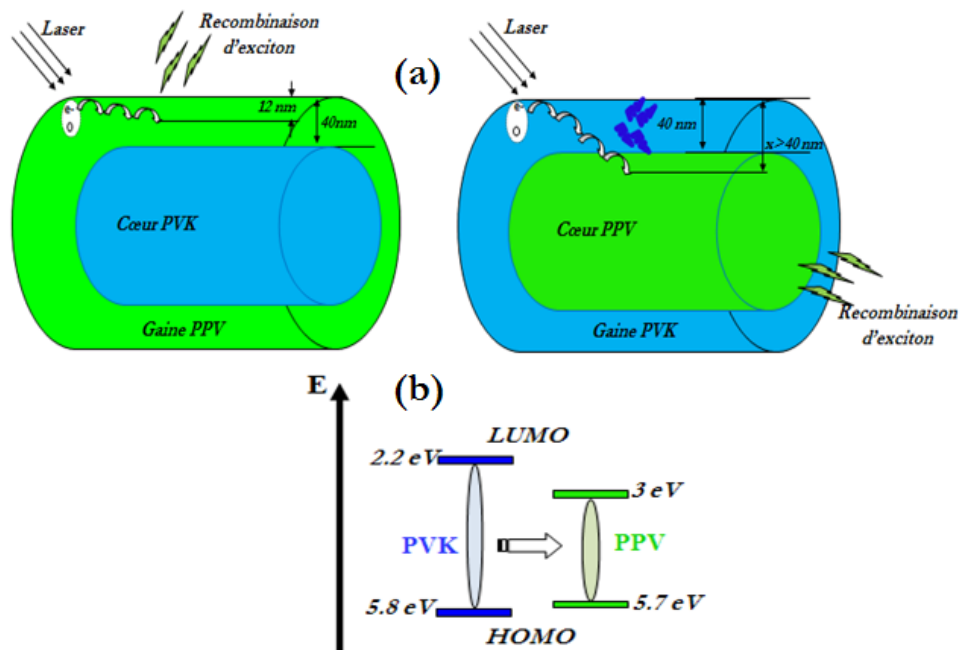 Laser
Recombinaison
d'exciton
(a)
e-
12 nm
40nm
Cœur PVK
Gaine PPV
Laser
40 nm
x>40 nm
Cœur PPV
Gaine PVK
Recombinaison
d'exciton
(b)
E
LUMO
2.2 eV
3 eV
PVK
PPV
5.8 eV
5.7 eV
HOMO